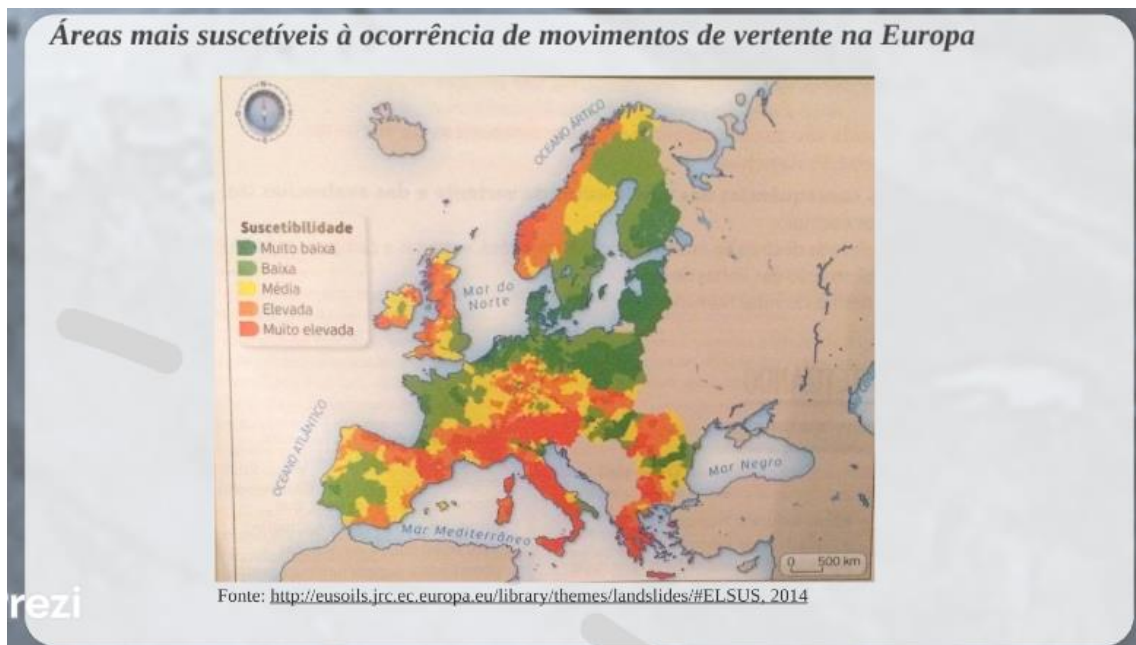 Áreas mais suscetíveis à ocorrência de movimentos de vertente na Europa
OCEANO ÁRTICO
Suscetibilidade
Muito baixa
Baixa
Média
Elevada
Muito elevada
Mar do
Norte
OCEANO ATLÂNTICO
Mar Negro
Mar Mediterrâneo
0 500 km
Fonte: http://eusoils.jrc.ec.europa.eu/library/themes/landslides/#ELSUS, 2014
rezi